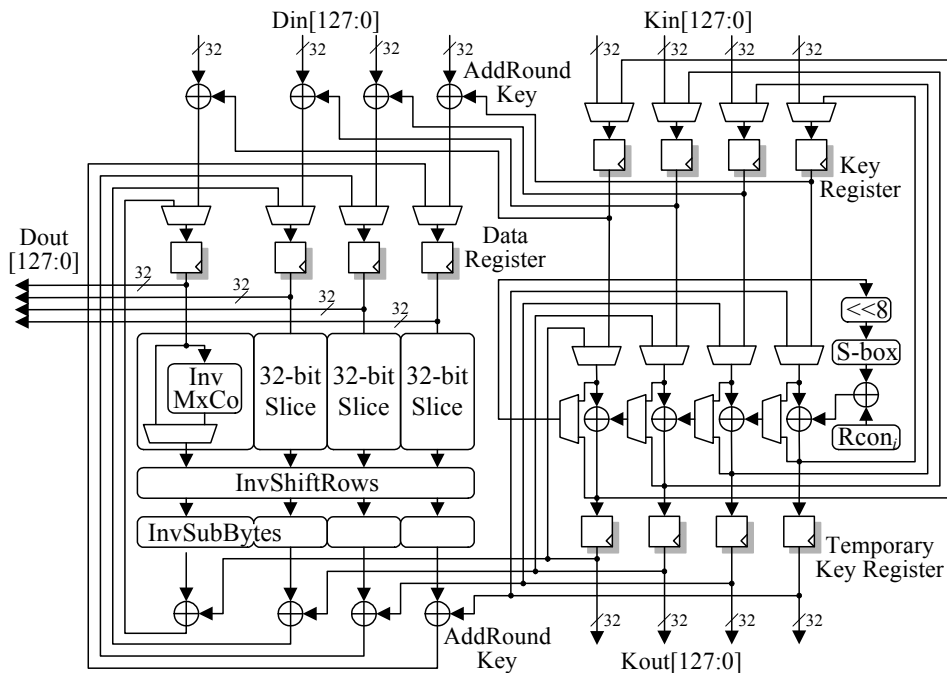 Din[127:0]
Kin[127:0]
32
32
32
32
32
32
32
32
AddRound
Key
Key
Register
Dout
[127:0]
Data
Register
32
32
32
32
<<8
S-box
Rconi
Inv
MxCo
32-bit
Slice
32-bit
Slice
32-bit
Slice
InvShiftRows
InvSubBytes
Temporary
Key Register
AddRound
Key
32
32
32
32
Kout[127:0]